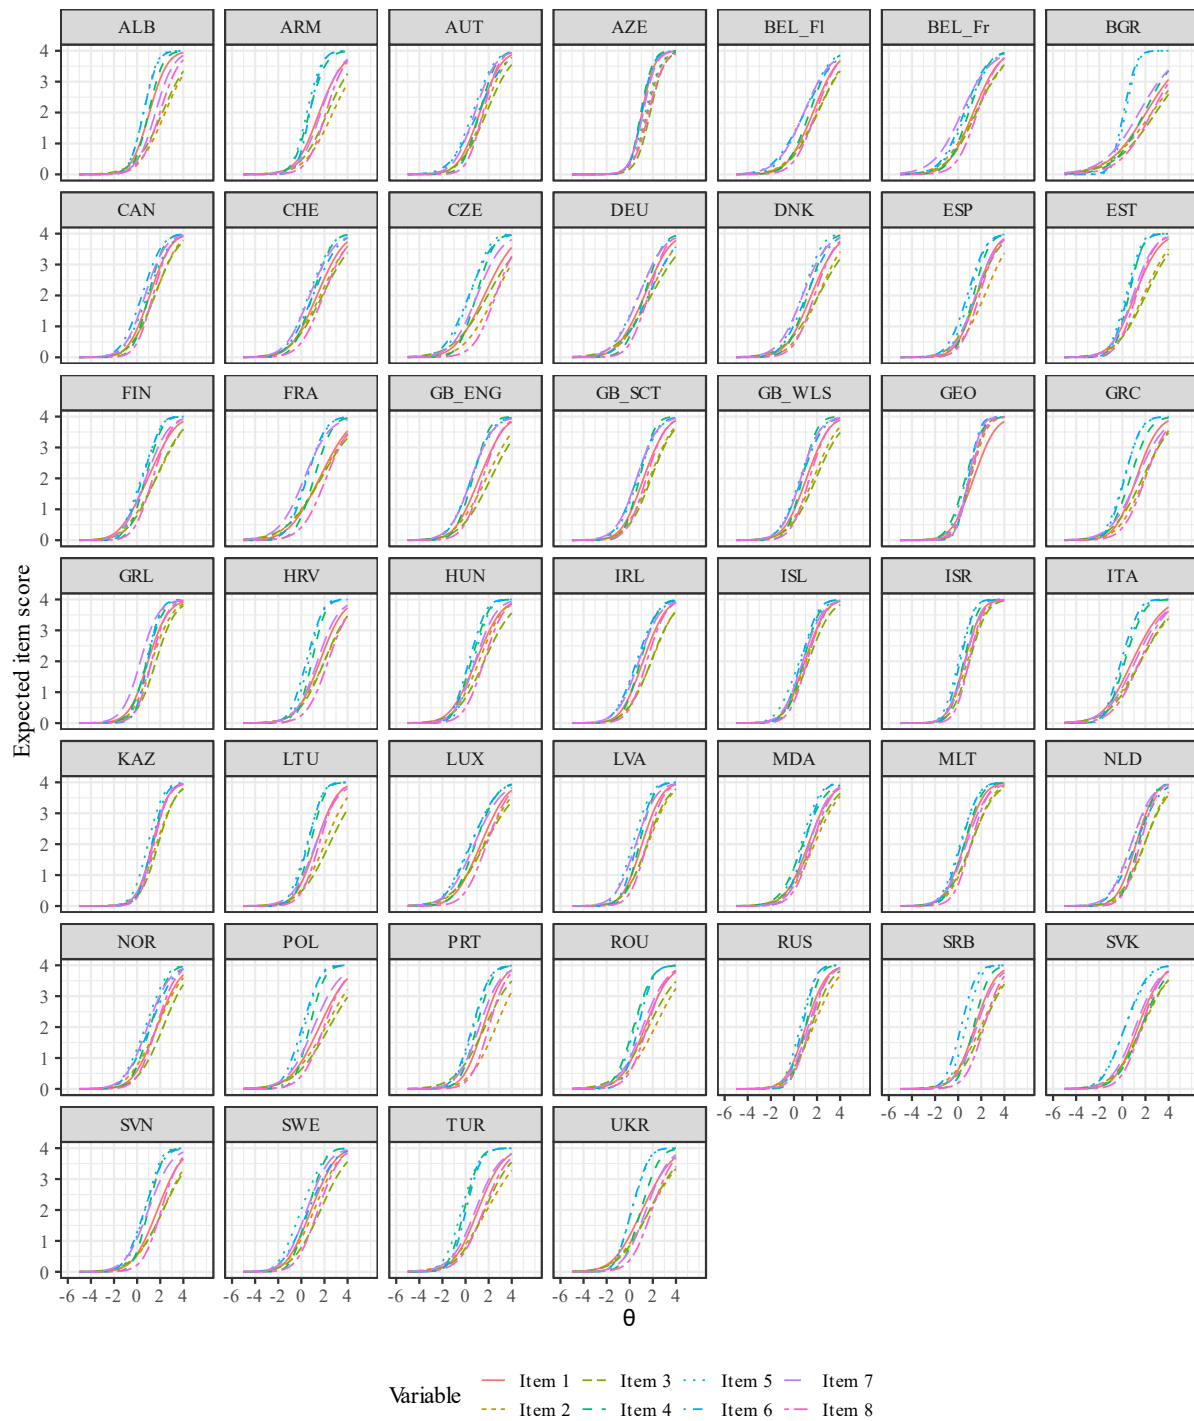 ALB ARM AUT AZE BEL_Fl BEL_Fr BGR
4
3
2
1
0
CAN CHE CZE DEU DNK ESP EST
4
3
2
1
0
FIN FRA GB_ENG GB_SCT GB_WLS GEO GRC
4
3
2
1
0
GRL HRV HUN IRL ISL ISR ITA
4
3
2
1
0
Expected item score
KAZ LTU LUX LVA MDA MLT NLD
4
3
2
1
0
NOR POL PRT ROU RUS SRB SVK
4
3
2
1
0
-6 -4 -2 0 2 4 -6 -4 -2 0 2 4 -6 -4 -2 0 2 4
SVN SWE TUR UKR
4
3
2
1
0
-6 -4 -2 0 2 4 -6 -4 -2 0 2 4 -6 -4 -2 0 2 4 -6 -4 -2 0 2 4
θ
Variable
Item 1 Item 3 Item 5 Item 7
Item 2 Item 4 Item 6 Item 8